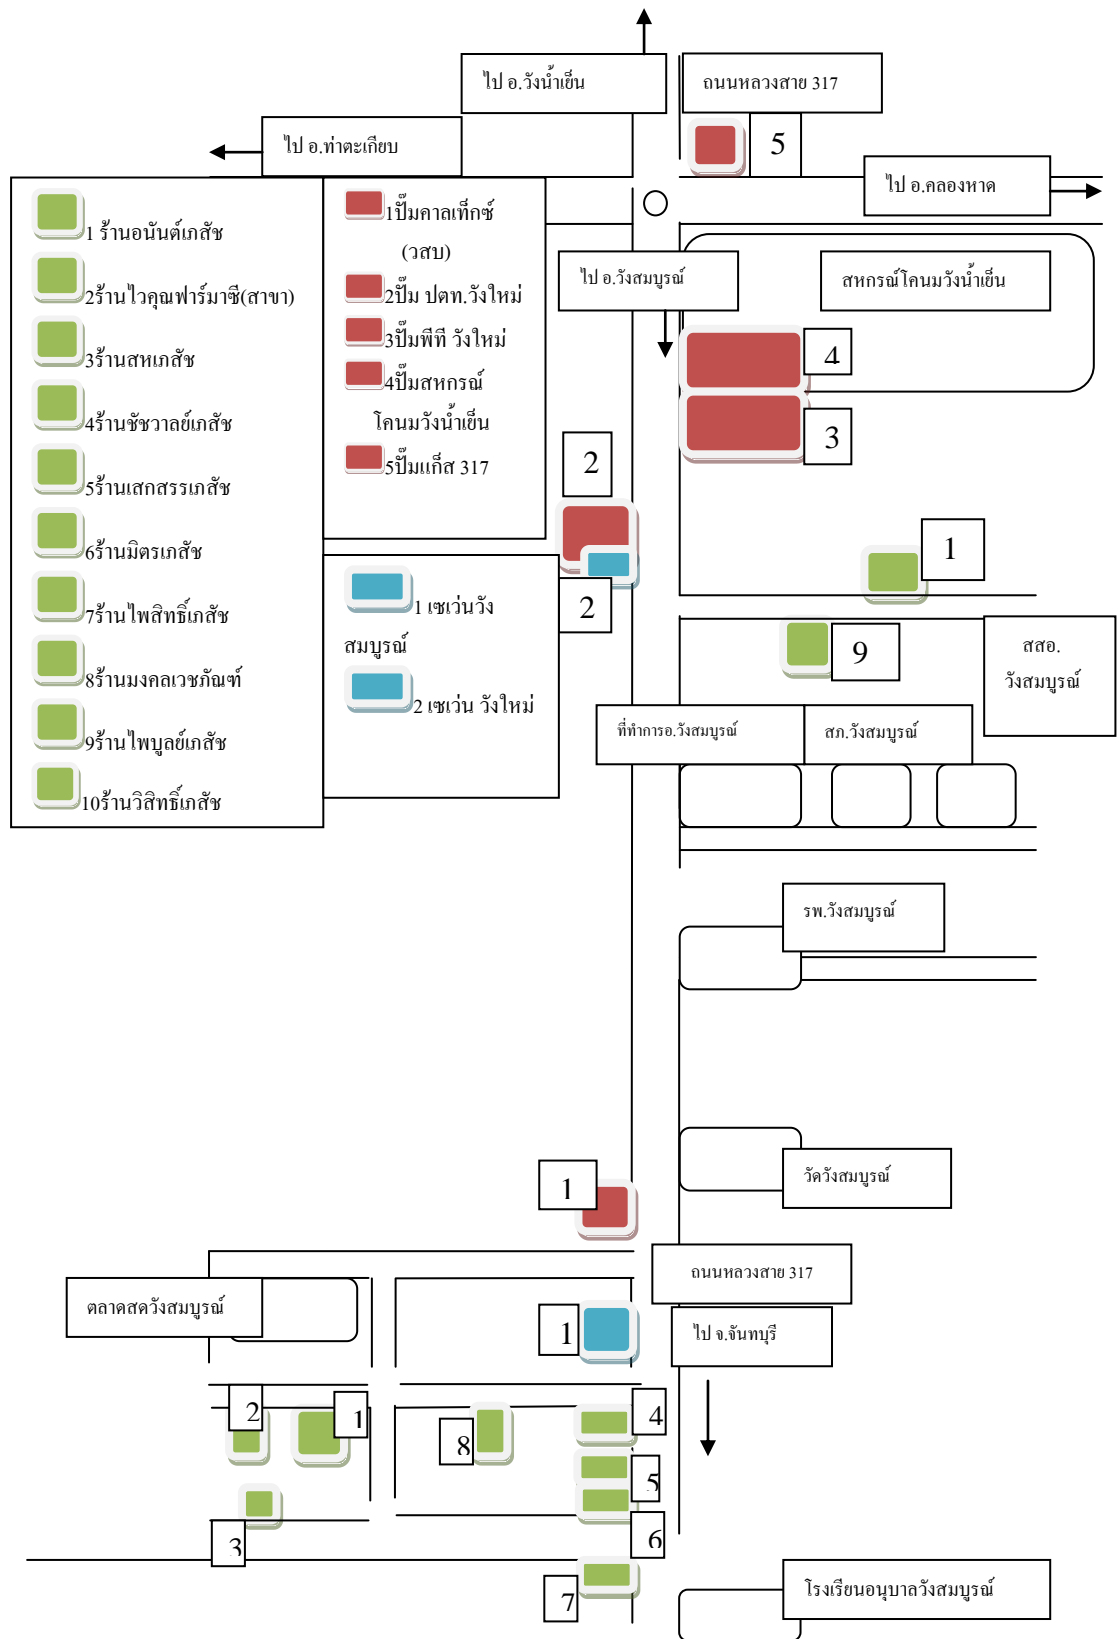 ไป อ.วังน้ำเย็น
ถนนหลวงสาย 317
5
ไป อ.ท่าตะเกียบ
ไป อ.คลองหาด
1 ร้านอนันต์เภสัช
2ร้านไวคุณฟาร์มาซี(สาขา)
3ร้านสหเภสัช
4ร้านชัชวาลย์เภสัช
5ร้านเสกสรรเภสัช
6ร้านมิตรเภสัช
7ร้านไพสิทธิ์เภสัช
8ร้านมงคลเวชภัณฑ์
9ร้านไพบูลย์เภสัช
10ร้านวิสิทธิ์เภสัช
1ปั๊มคาลเท็กซ์
(วสบ)
2ปั๊ม ปตท.วังใหม่
3ปั๊มพีที วังใหม่
4ปั๊มสหกรณ์
โคนมวังน้ำเย็น
5ปั๊มแก็ส 317
1 เซเว่นวัง
สมบูรณ์
2 เซเว่น วังใหม่
ไป อ.วังสมบูรณ์
สหกรณ์โคนมวังน้ำเย็น
4
3
2
2
1
9
สสอ.
วังสมบูรณ์
ที่ทำการอ.วังสมบูรณ์
สภ.วังสมบูรณ์
รพ.วังสมบูรณ์
วัดวังสมบูรณ์
1
ถนนหลวงสาย 317
ตลาดสดวังสมบูรณ์
1
ไป จ.จันทบุรี
2
1
8
4
5
6
3
7
โรงเรียนอนุบาลวังสมบูรณ์